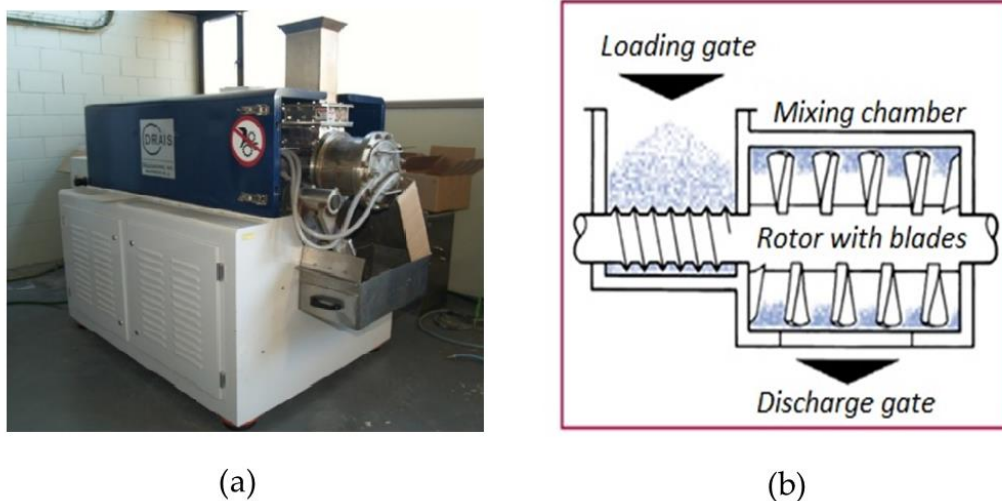 DRAIS
Loading gate
Mixing chamber
Rotor with blades
Discharge gate
(a)
(b)